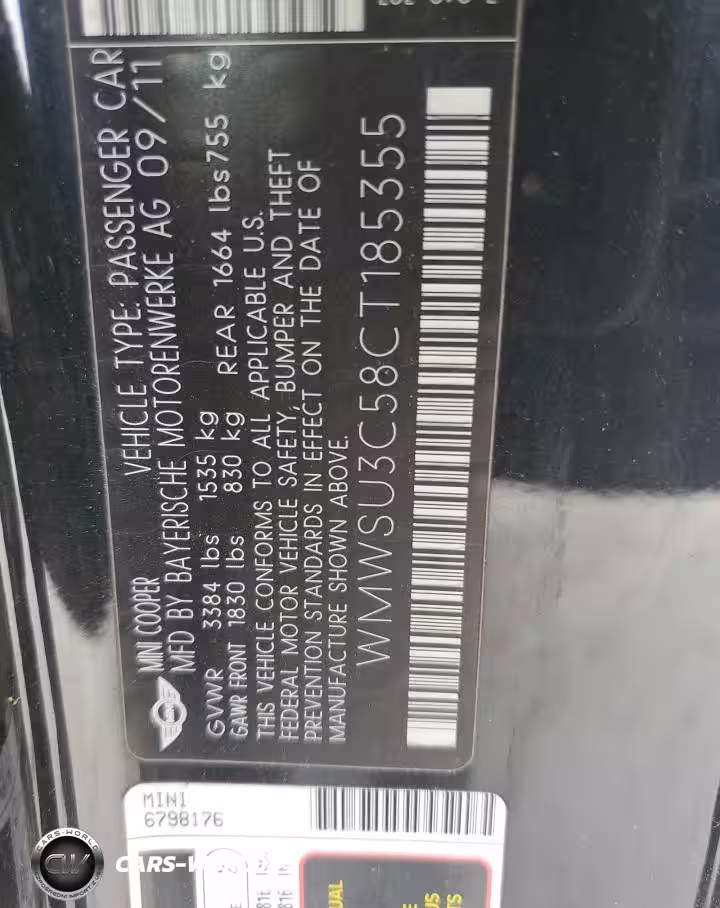 MINI COOPER VEHICLE TYPE: PASSENGER CAR
MFD BY BAYERISCHE MOTORENWERKE AG 09/11
GVWR 3384 lbs 1535 kg
GAWR FRONT 1830 lbs 830 kg REAR 1664 lbs 755 kg
THIS VEHICLE CONFORMS TO ALL APPLICABLE U.S.
FEDERAL MOTOR VEHICLE SAFETY, BUMPER AND THEFT
PREVENTION STANDARDS IN EFFECT ON THE DATE OF
MANUFACTURE SHOWN ABOVE.
WMWSU3C58CT185355
MINI
6798176
CARS-WORLD
CW
CARS-W